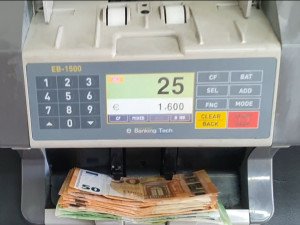 EB-1500
1 2 3
4 5 6
7 8 9
0
25
€ 1·600
CF BAT
SEL ADD
FNC MODE
CLEAR
BACK
e Banking Tech
50